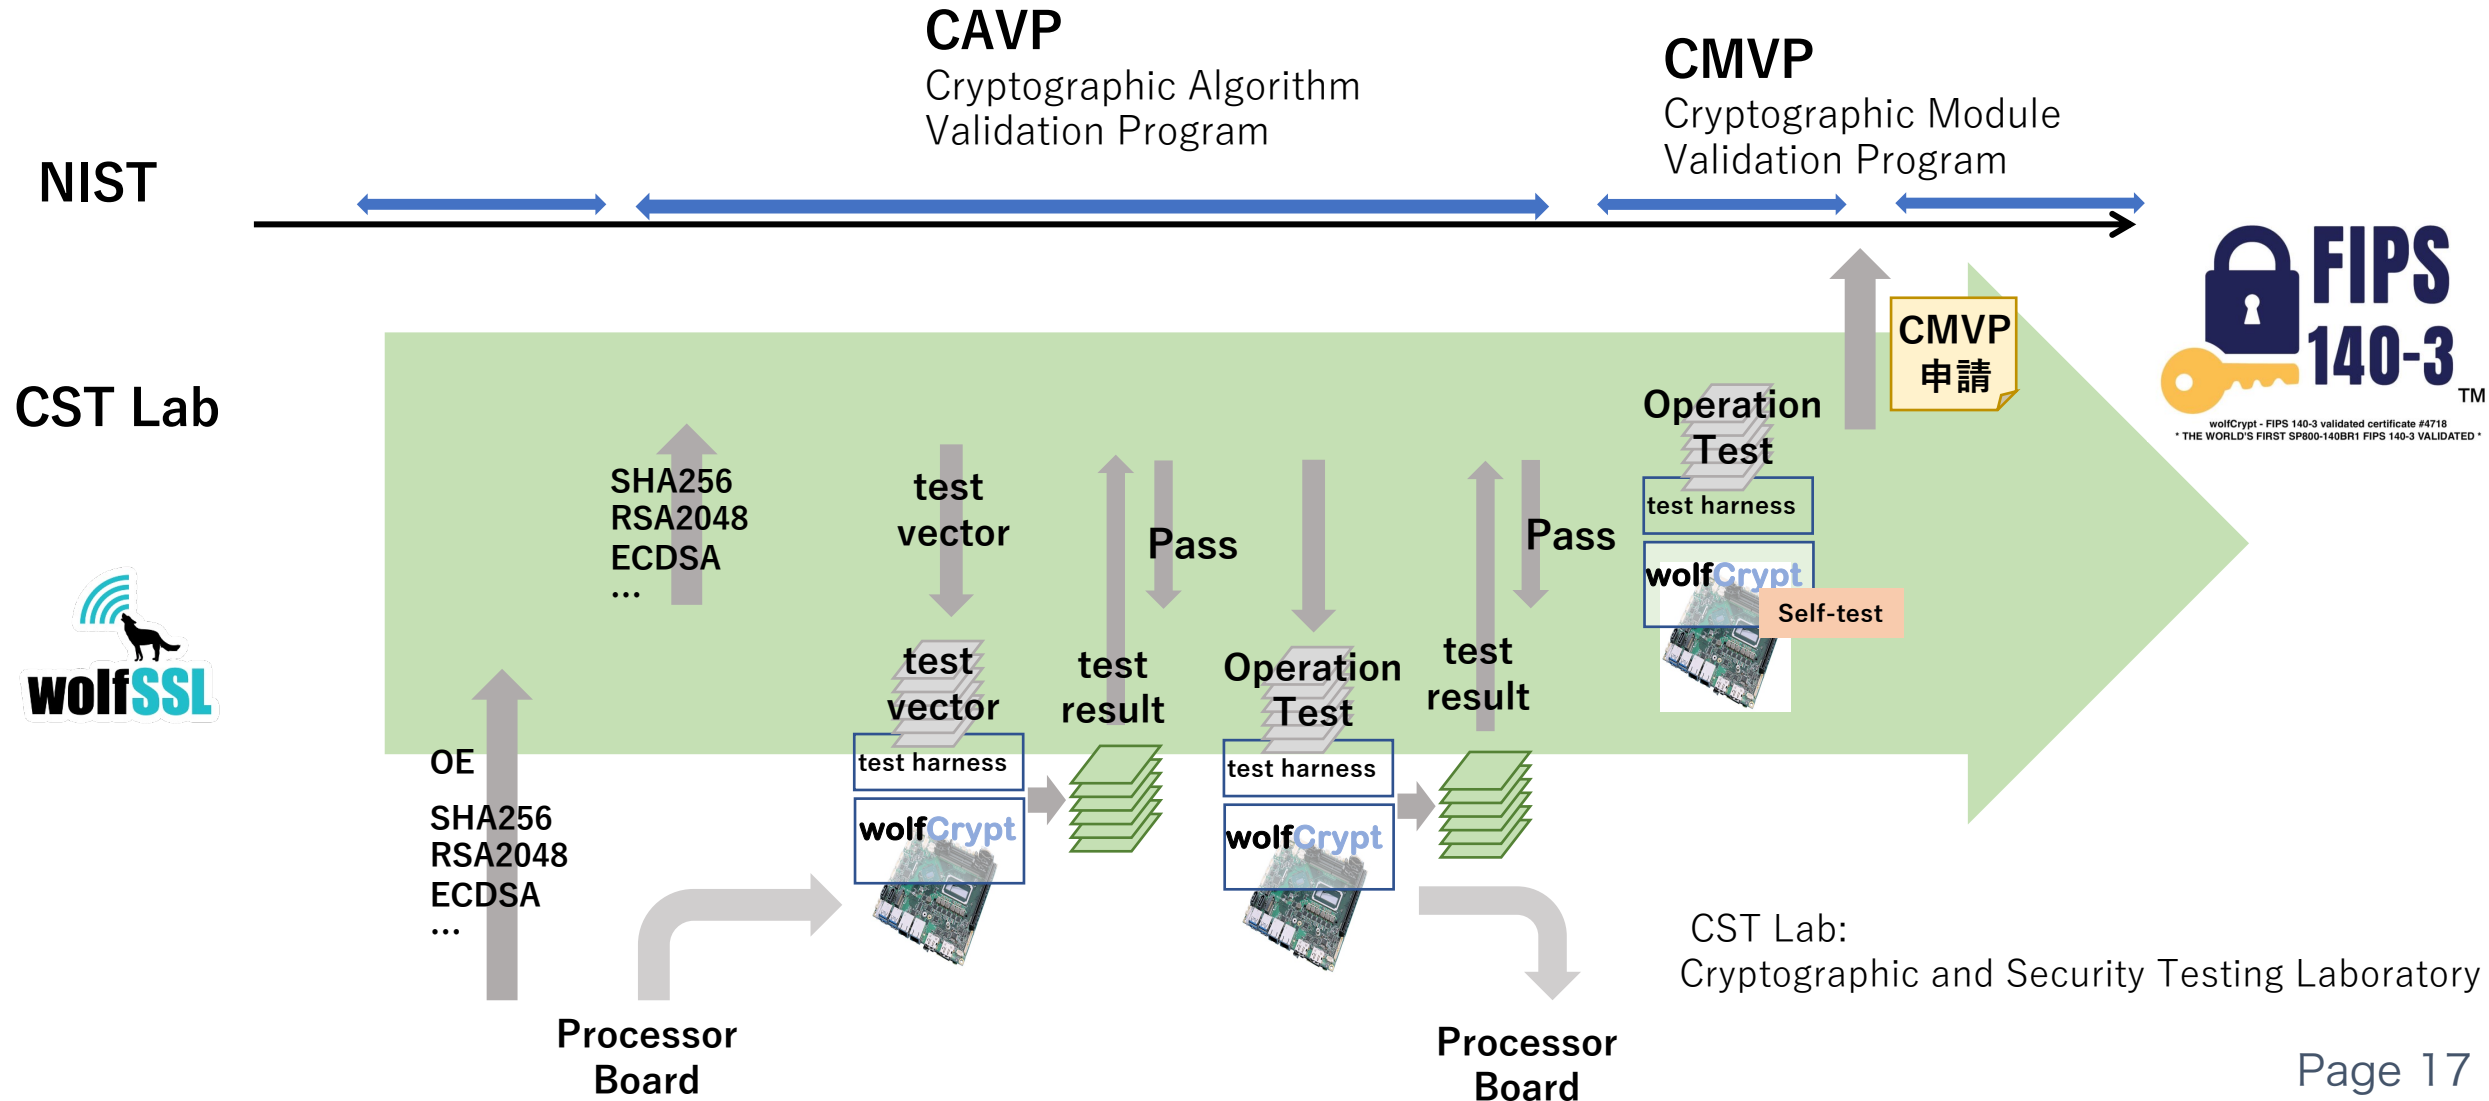 CAVP
Cryptographic Algorithm
Validation Program
CMVP
Cryptographic Module
Validation Program
NIST
FIPS
140-3
TM
wolfCrypt - FIPS 140-3 validated certificate #4718
* THE WORLD'S FIRST SP800-140BR1 FIPS 140-3 VALIDATED *
CMVP
申請
CST Lab
SHA256
RSA2048
ECDSA
...
test
vector
Pass
Pass
Operation
Test
test harness
wolfCrypt
Self-test
wolfSSL
test
vector
test harness
wolfCrypt
test
result
Operation
Test
test harness
wolfCrypt
test
result
OE
SHA256
RSA2048
ECDSA
...
Processor
Board
Processor
Board
CST Lab:
Cryptographic and Security Testing Laboratory
Page 17